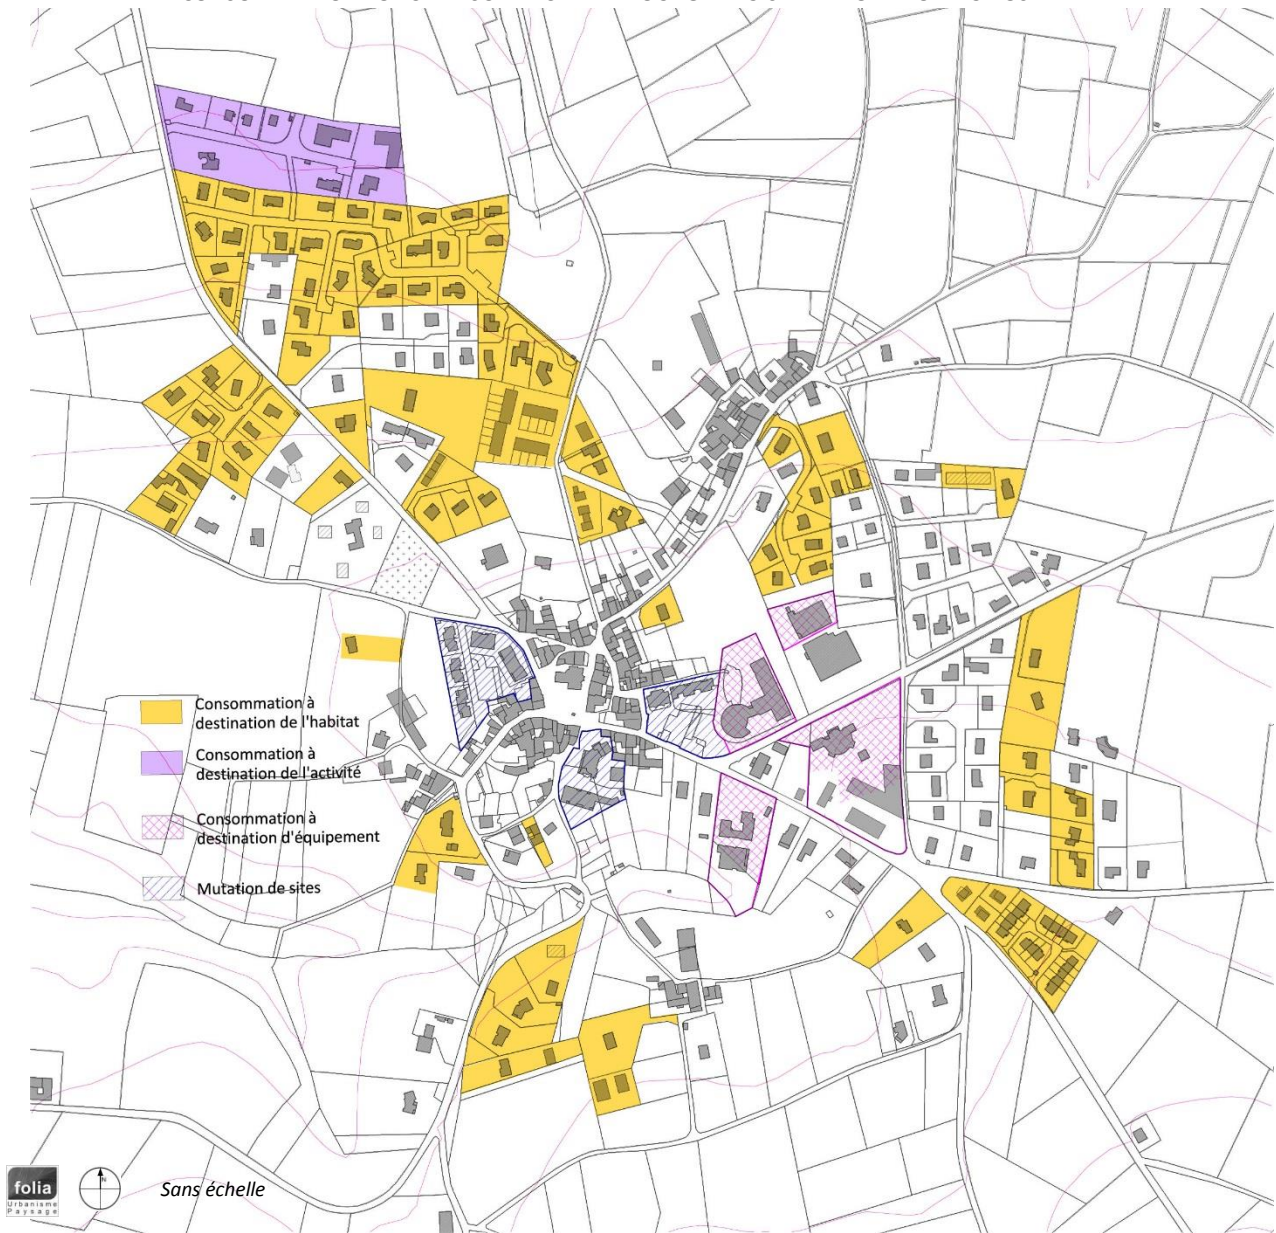 Consommation à
destination de l'habitat
Consommation à
destination de l'activité
Consommation à
destination d'équipement
Mutation de sites
N
folia
Urbanisme
Paysage
Sans échelle